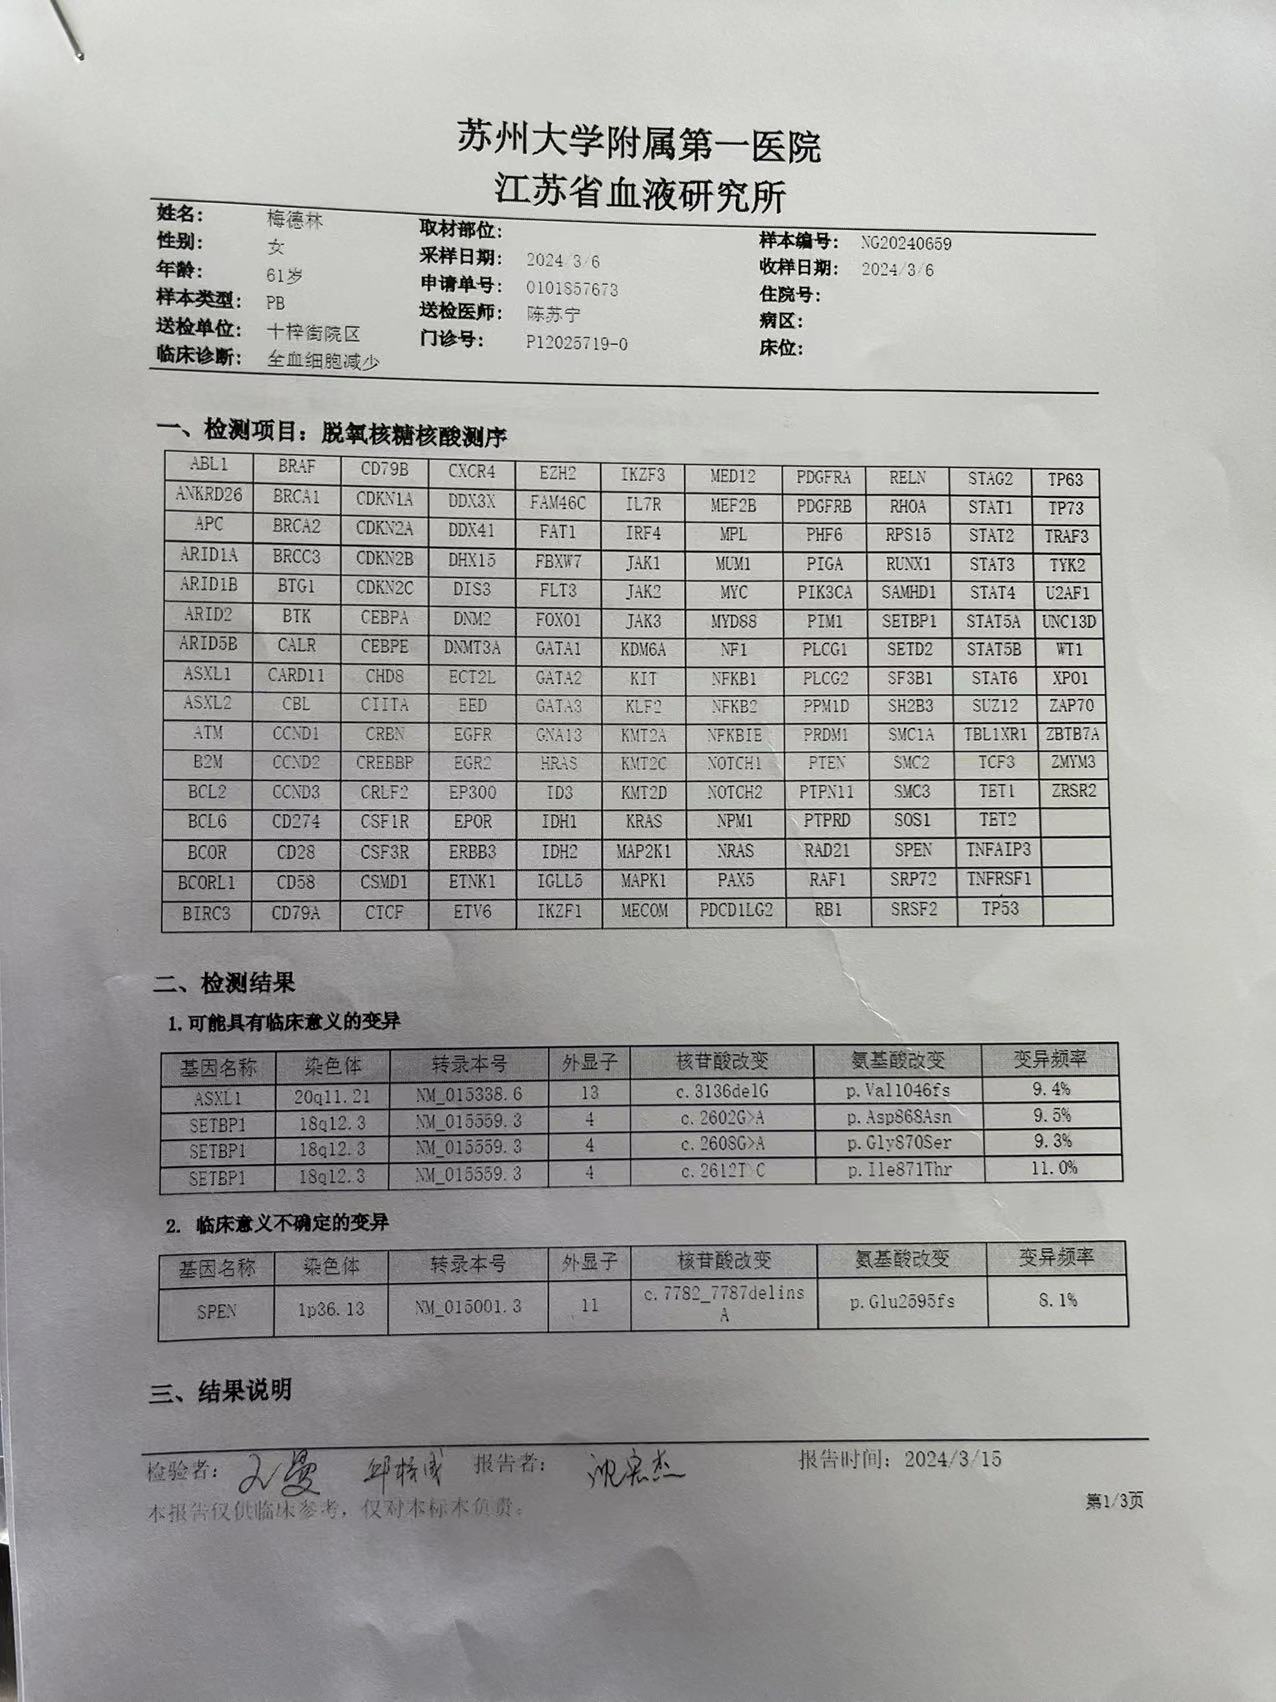 苏州大学附属第一医院
江苏省血液研究所
姓名: 梅德林 取材部位: 样本编号: NG20240659
性别: 女 采样日期: 2024/3/6 收样日期: 2024/3/6
年龄: 61岁 申请单号: 0101857673 住院号:
样本类型: PB 送检医师: 陈苏宁 病区:
送检单位: 十梓街院区 门诊号: P12025719-0 床位:
临床诊断: 全血细胞减少
一、检测项目: 脱氧核糖核酸测序
ABL1 BRAF CD79B CXCR4 EZH2 IKZF3 MED12 PDGFRA RELN STAG2 TP63
ANKRD26 BRCA1 CDKN1A DDX3X FAM46C IL7R MEF2B PDGFRB RHOA STAT1 TP73
APC BRCA2 CDKN2A DDX41 FAT1 IRF4 MPL PHF6 RPS15 STAT2 TRAF3
ARID1A BRCC3 CDKN2B DHX15 FBXW7 JAK1 MUM1 PIGA RUNX1 STAT3 TYK2
ARID1B BTG1 CDKN2C DIS3 FLT3 JAK2 MYC PIK3CA SAMHD1 STAT4 U2AF1
ARID2 BTK CEBPA DNM2 FOXO1 JAK3 MYD88 PIM1 SETBP1 STAT5A UNC13D
ARID5B CALR CEBPE DNMT3A GATA1 KDM6A NF1 PLCG1 SETD2 STAT5B WT1
ASXL1 CARD11 CHD8 ECT2L GATA2 KIT NFKB1 PLCG2 SF3B1 STAT6 XPO1
ASXL2 CBL CIITA EED GATA3 KLF2 NFKB2 PPM1D SH2B3 SUZ12 ZAP70
ATM CCND1 CRBN EGFR GNA13 KMT2A NFKBIE PRDM1 SMC1A TBL1XR1 ZBTB7A
B2M CCND2 CREBBP EGR2 HRAS KMT2C NOTCH1 PTEN SMC2 TCF3 ZMYM3
BCL2 CCND3 CRLF2 EP300 ID3 KMT2D NOTCH2 PTPN11 SMC3 TET1 ZRSR2
BCL6 CD274 CSF1R EPOR IDH1 KRAS NPM1 PTPRD SOS1 TET2
BCOR CD28 CSF3R ERBB3 IDH2 MAP2K1 NRAS RAD21 SPEN TNFAIP3
BCORL1 CD58 CSMD1 ETNK1 IGLL5 MAPK1 PAX5 RAF1 SRP72 TNFRSF1
BIRC3 CD79A CTCF ETV6 IKZF1 MECOM PDCD1LG2 RB1 SRSF2 TP53
二、检测结果
1.可能具有临床意义的变异
基因名称 染色体 转录本号 外显子 核苷酸改变 氨基酸改变 变异频率
ASXL1 20q11.21 NM_015338.6 13 c.3136delG p.Val1046fs 9.4%
SETBP1 18q12.3 NM_015559.3 4 c.2602G>A p.Asp868Asn 9.5%
SETBP1 18q12.3 NM_015559.3 4 c.2608G>A p.Gly870Ser 9.3%
SETBP1 18q12.3 NM_015559.3 4 c.2612T>C p.Ile871Thr 11.0%
2. 临床意义不确定的变异
基因名称 染色体 转录本号 外显子 核苷酸改变 氨基酸改变 变异频率
SPEN 1p36.13 NM_015001.3 11 c.7782_7787delins p.Glu2595fs 8.1%
A
三、结果说明
检验者: 报告者: 沈宏杰 报告时间: 2024/3/15
本报告仅供临床参考, 仅对本标本负责。
第1/3页